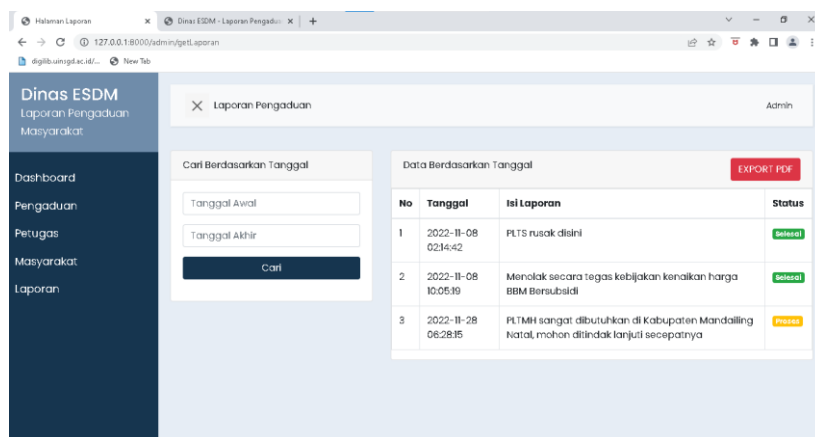 Halaman Laporan
Dinas ESDM - Laporan Pengadu
127.0.0.1:8000/admin/getLaporan
digilib.uinsgd.ac.id/...
New Tab
Dinas ESDM
Laporan Pengaduan
Masyarakat
Dashboard
Pengaduan
Petugas
Masyarakat
Laporan
Laporan Pengaduan
Admin
Cari Berdasarkan Tanggal
Tanggal Awal
Tanggal Akhir
Cari
Data Berdasarkan Tanggal
EXPORT PDF
No Tanggal Isi Laporan Status
1 2022-11-08 PLTS rusak disini Selesai
02:14:42
2 2022-11-08 Menolak secara tegas kebijakan kenaikan harga Selesai
10:05:19 BBM Bersubsidi
3 2022-11-28 PLTMH sangat dibutuhkan di Kabupaten Mandailing Proses
06:28:15 Natal, mohon ditindak lanjuti secepatnya